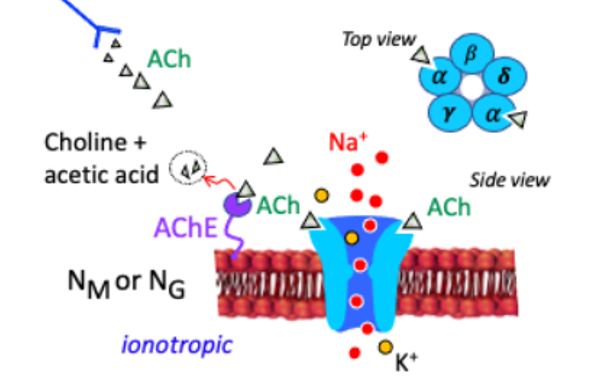 Top view
ACh
β
α
δ
γ
α
Choline +
acetic acid
Na⁺
Side view
ACh
ACh
AChE
N_M or N_G
ionotropic
K⁺